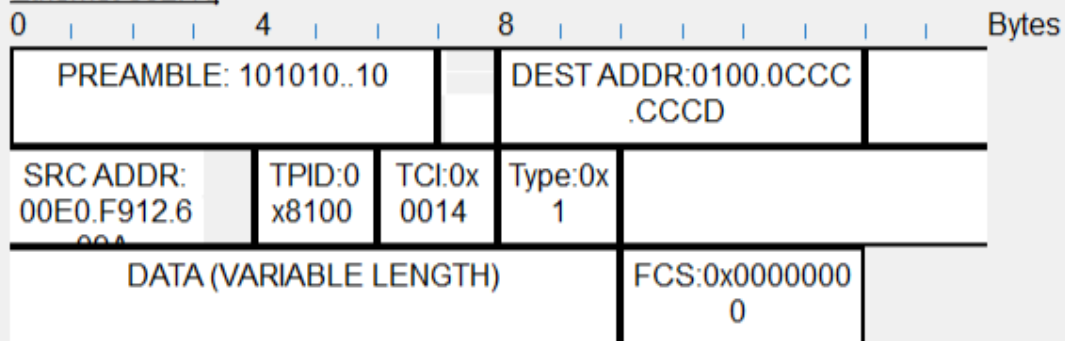 0 4 8 Bytes
PREAMBLE: 101010..10
DEST ADDR:0100.0CCC
.CCCD
SRC ADDR:
00E0.F912.6
TPID:0
x8100
TCI:0x
0014
Type:0x
1
DATA (VARIABLE LENGTH)
FCS:0x0000000
0